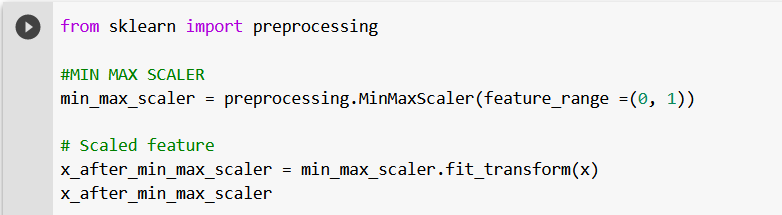 from sklearn import preprocessing
#MIN MAX SCALER
min_max_scaler = preprocessing.MinMaxScaler(feature_range =(0, 1))
# Scaled feature
x_after_min_max_scaler = min_max_scaler.fit_transform(x)
x_after_min_max_scaler